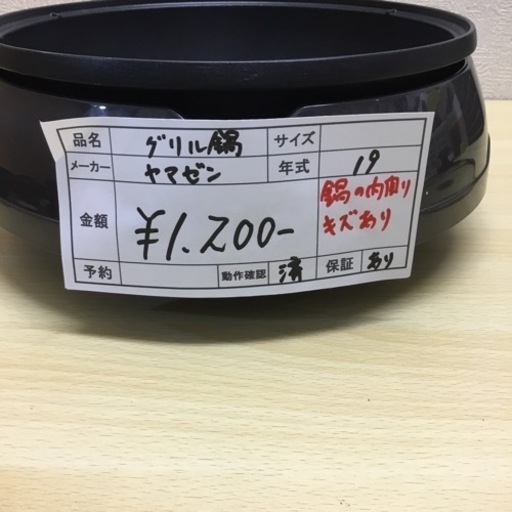 品名 グリル鍋 サイズ
メーカー ヤマゼン 年式 19
金額 ¥1.200- 鍋の内側り
キズあり
予約 動作確認 済 保証 あり